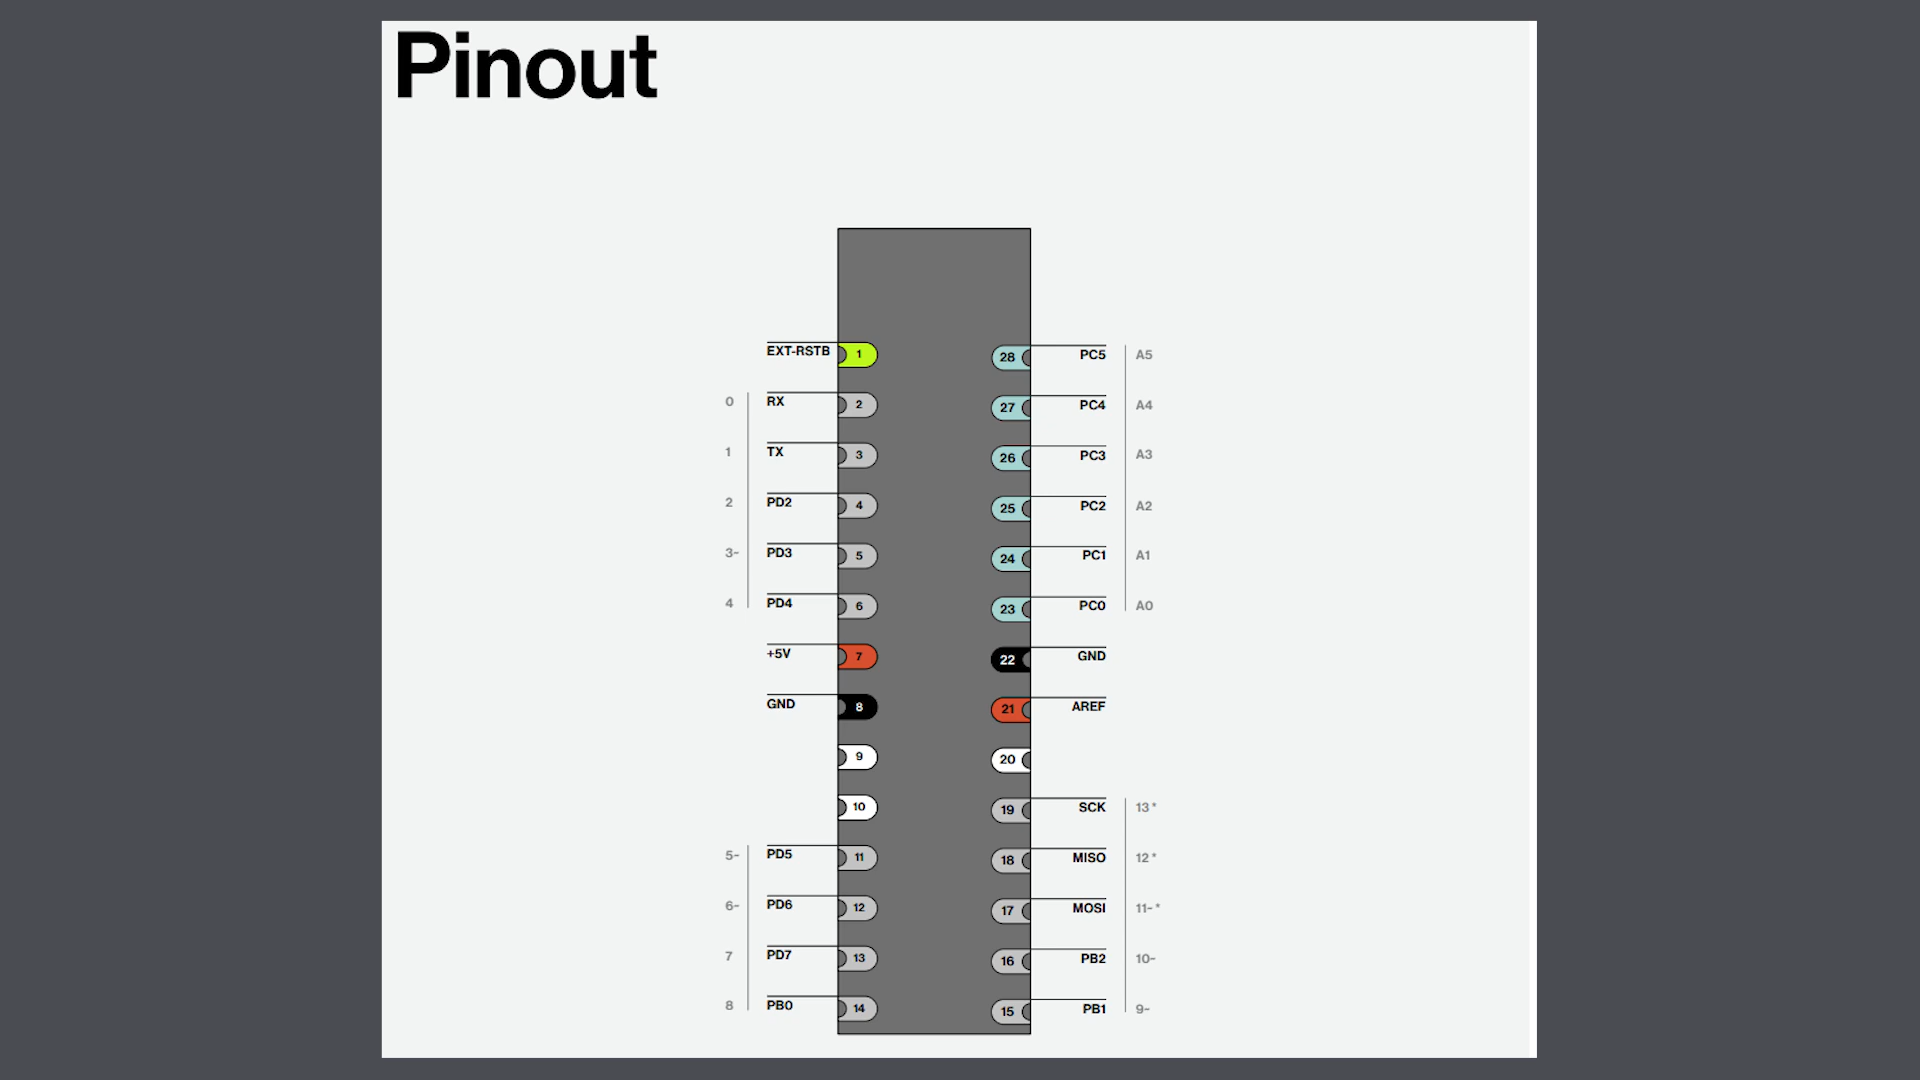 Pinout
EXT-RSTB 1 28 PC5 A5
0 RX 2 27 PC4 A4
1 TX 3 26 PC3 A3
2 PD2 4 25 PC2 A2
3- PD3 5 24 PC1 A1
4 PD4 6 23 PC0 A0
+5V 7 22 GND
GND 8 21 AREF
9 20
10 19 SCK 13*
5- PD5 11 18 MISO 12*
6- PD6 12 17 MOSI 11-*
7 PD7 13 16 PB2 10-
8 PB0 14 15 PB1 9-